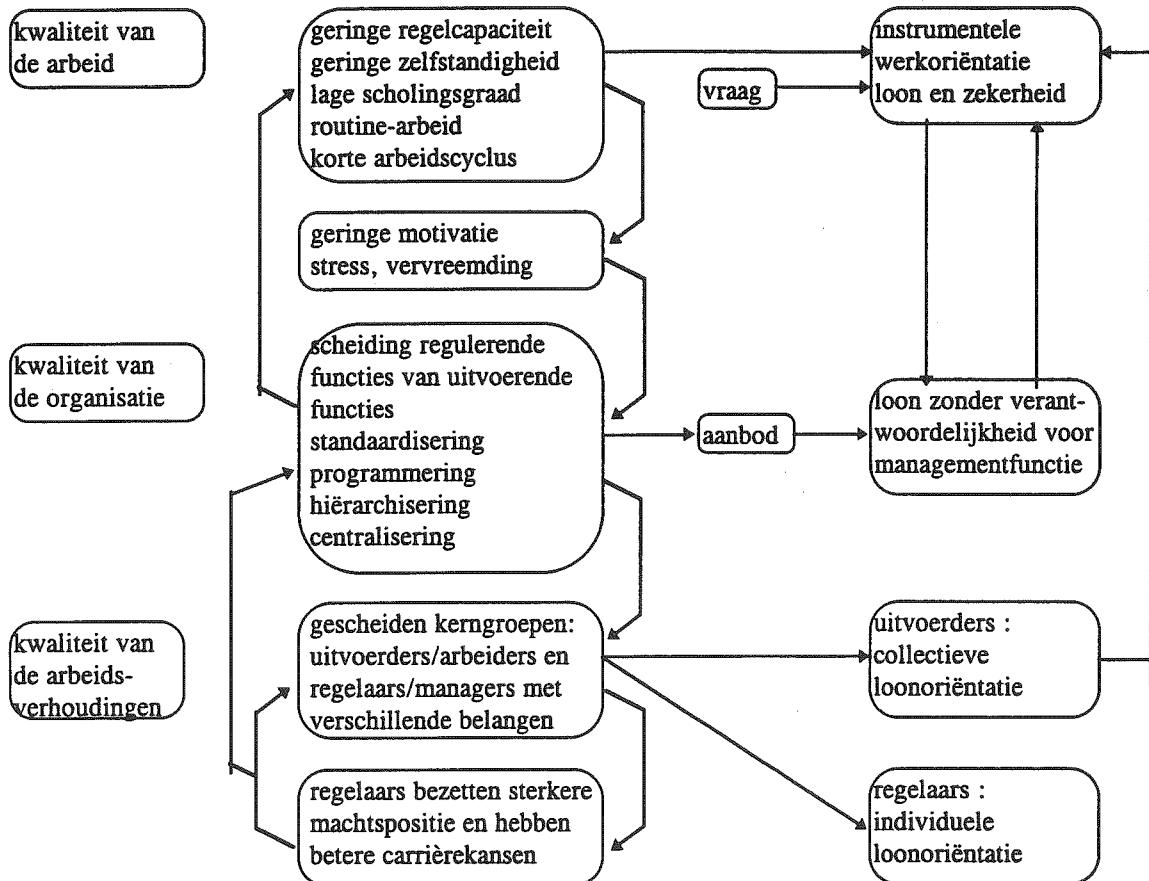 kwaliteit van
de arbeid
geringe regelcapaciteit
geringe zelfstandigheid
lage scholingsgraad
routine-arbeid
korte arbeidscyclus
vraag
instrumentele
werkoriëntatie
loon en zekerheid
geringe motivatie
stress, vervreemding
kwaliteit van
de organisatie
scheiding regulerende
functies van uitvoerende
functies
standaardisering
programmering
hiërarchisering
centralisering
aanbod
loon zonder verant-
woordelijkheid voor
managementfunctie
kwaliteit van
de arbeids-
verhoudingen
gescheiden kerngroepen:
uitvoerders/arbeiders en
regelaars/managers met
verschillende belangen
uitvoerders :
collectieve
loonoriëntatie
regelaars bezetten sterkere
machtspositie en hebben
betere carrièrekansen
regelaars :
individuele
loonoriëntatie